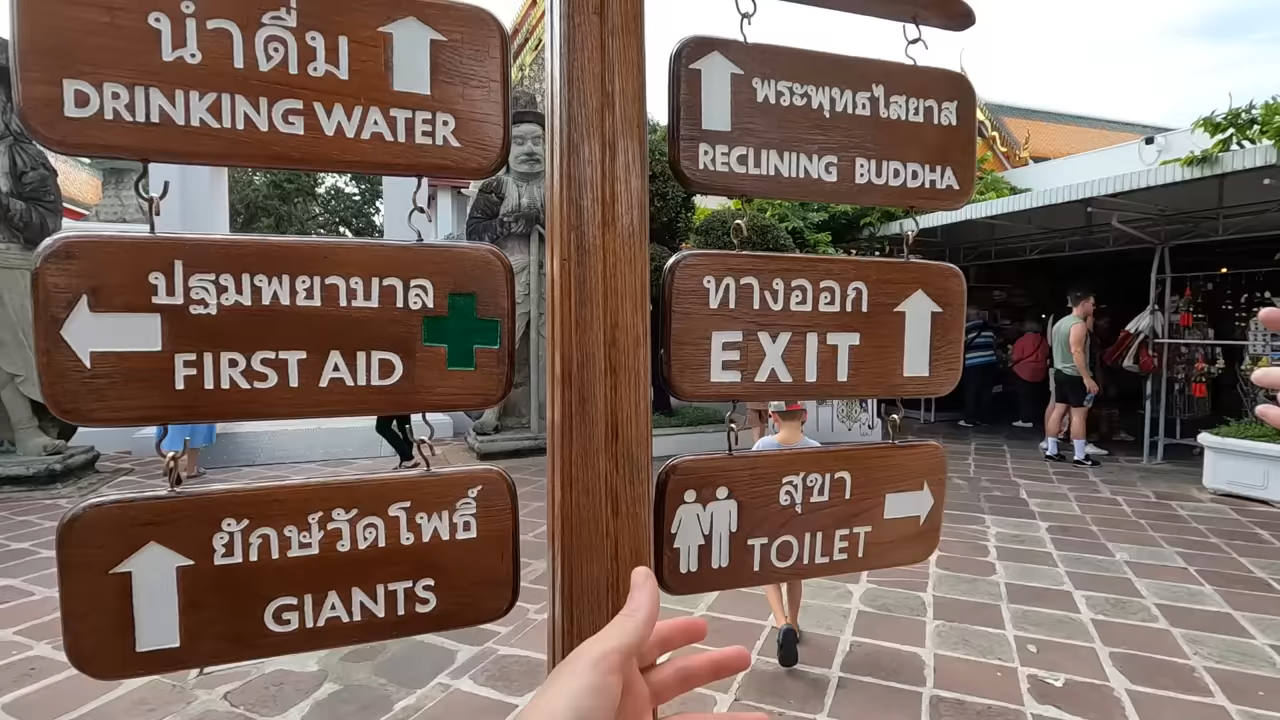 น้ำดื่ม
DRINKING WATER
ปฐมพยาบาล
FIRST AID
ยักษ์วัดโพธิ์
GIANTS
พระพุทธไสยาส
RECLINING BUDDHA
ทางออก
EXIT
สุขา
TOILET